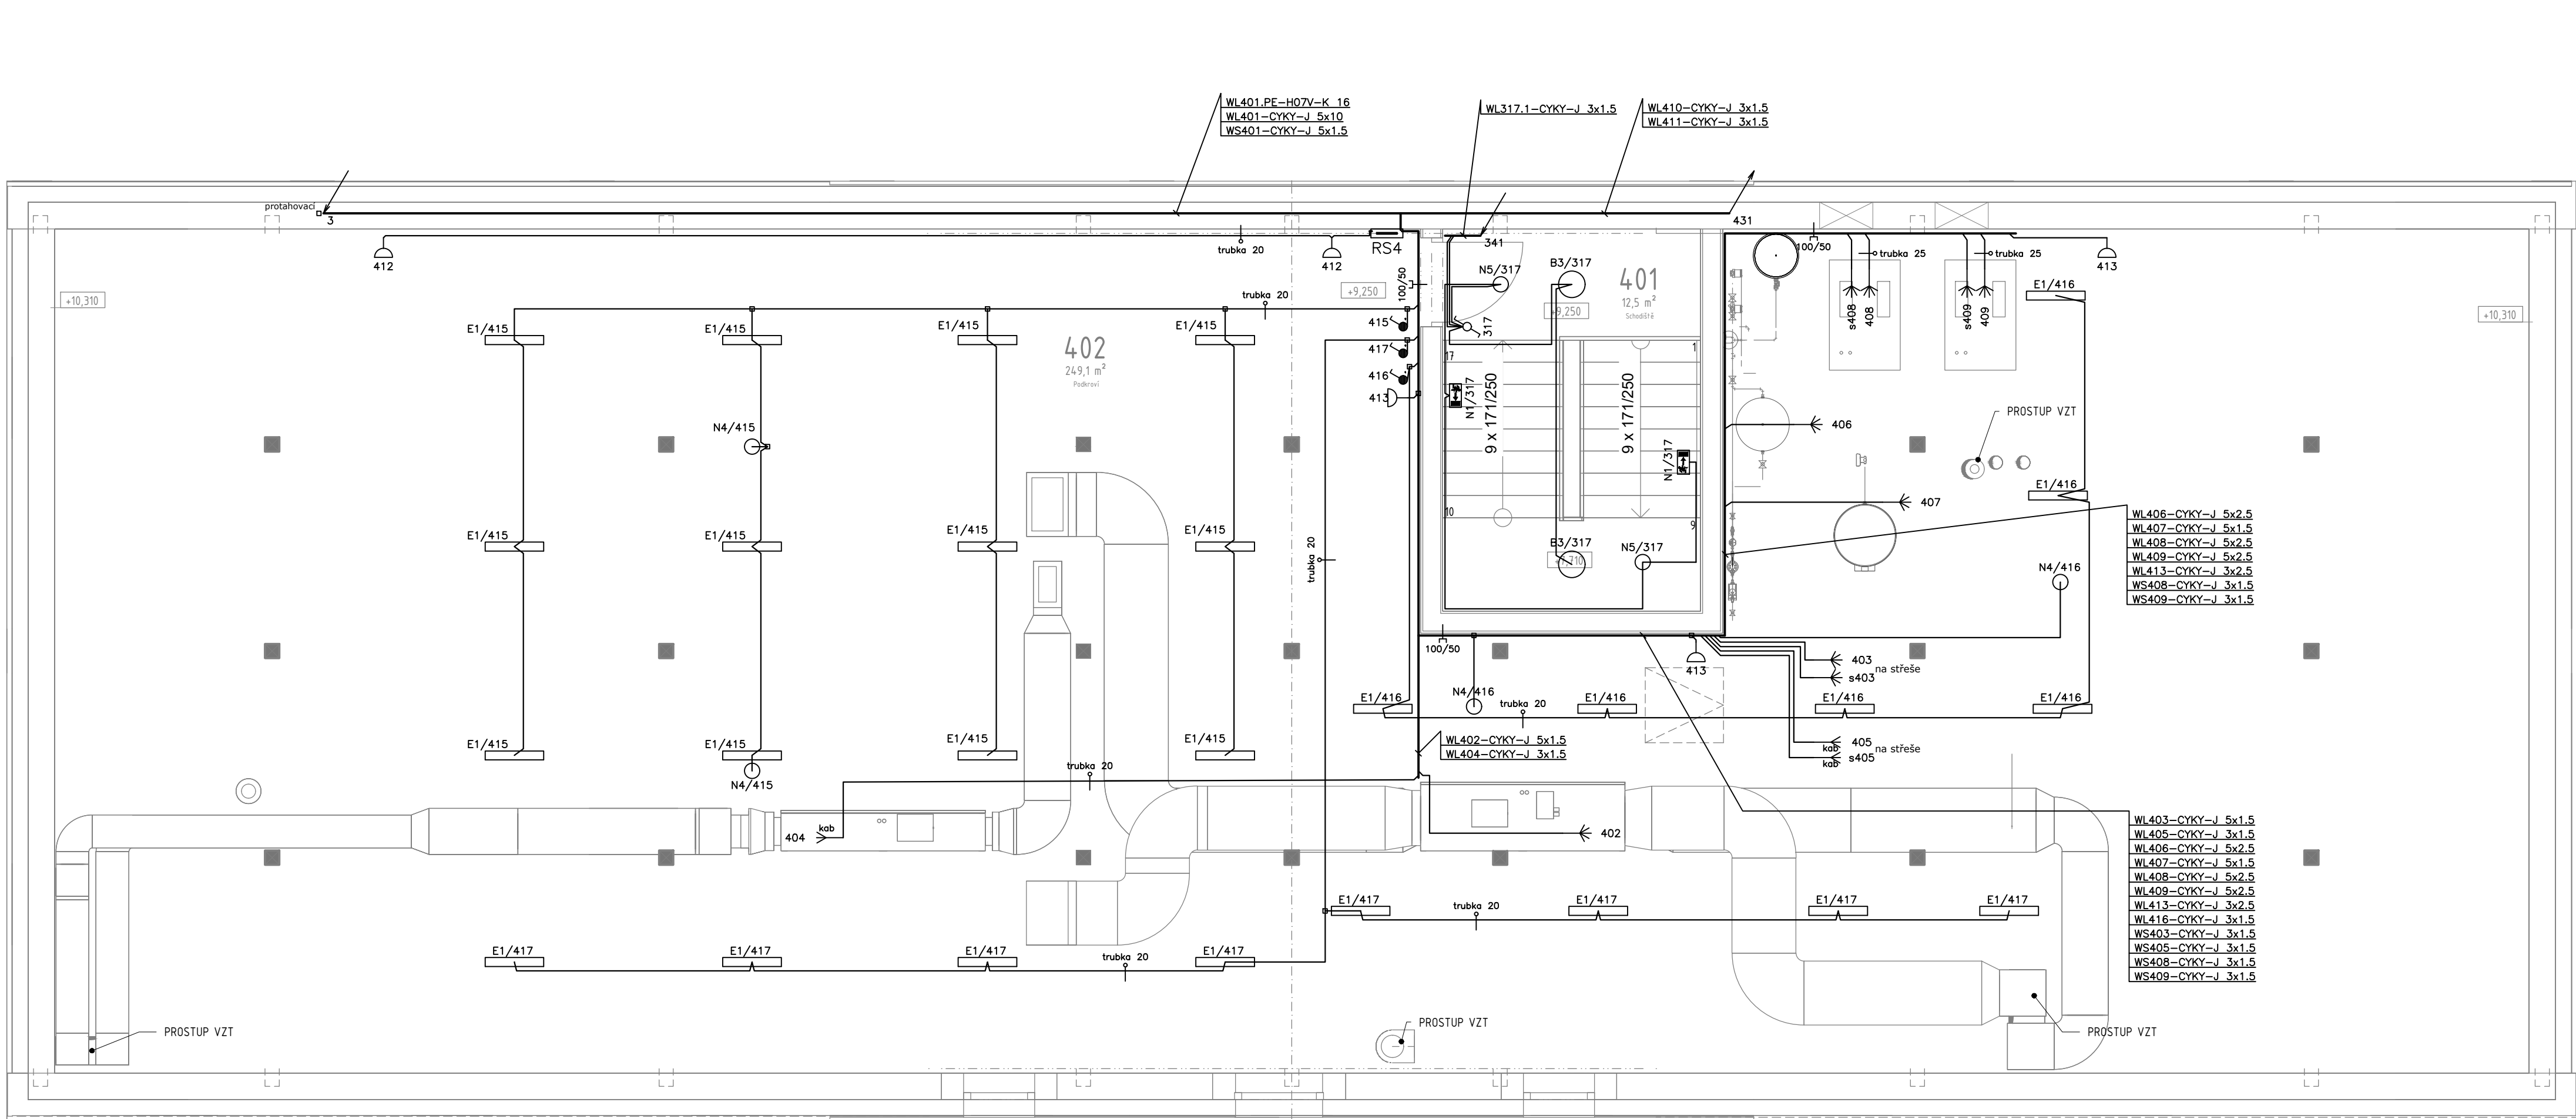 WL401.PE-H07V-K 16
WL401-CYKY-J 5x10
WS401-CYKY-J 5x1.5
WL317.1-CYKY-J 3x1.5
WL410-CYKY-J 3x1.5
WL411-CYKY-J 3x1.5
protahovací
3
431
412
trubka 20
412
RS4
341
100/50
trubka 25
trubka 25
413
+10,310
+9,250
100/50
N5/317
B3/317
401
12,5 m²
Schodiště
+9,250
s408
408
s409
409
E1/416
+10,310
trubka 20
E1/415
E1/415
E1/415
E1/415
402
249,1 m²
Podkroví
415
417
416
413
317
17
1
N1/317
9 x 171/250
9 x 171/250
N1/317
10
9
N4/415
406
PROSTUP VZT
E1/416
407
E1/415
E1/415
E1/415
E1/415
trubka 20
B3/317
N5/317
+7,710
N4/416
WL406-CYKY-J 5x2.5
WL407-CYKY-J 5x1.5
WL408-CYKY-J 5x2.5
WL409-CYKY-J 5x2.5
WL413-CYKY-J 3x2.5
WS408-CYKY-J 3x1.5
WS409-CYKY-J 3x1.5
100/50
413
403
na střeše
s403
E1/416
N4/416
trubka 20
E1/416
E1/416
E1/416
E1/415
E1/415
E1/415
E1/415
N4/415
WL402-CYKY-J 5x1.5
WL404-CYKY-J 3x1.5
405
kab
na střeše
s405
kab
trubka 20
404
kab
402
WL403-CYKY-J 5x1.5
WL405-CYKY-J 3x1.5
WL406-CYKY-J 5x2.5
WL407-CYKY-J 5x1.5
WL408-CYKY-J 5x2.5
WL409-CYKY-J 5x2.5
WL413-CYKY-J 3x2.5
WL416-CYKY-J 3x1.5
WS403-CYKY-J 3x1.5
WS405-CYKY-J 3x1.5
WS408-CYKY-J 3x1.5
WS409-CYKY-J 3x1.5
E1/417
trubka 20
E1/417
E1/417
E1/417
E1/417
E1/417
E1/417
trubka 20
E1/417
PROSTUP VZT
PROSTUP VZT
PROSTUP VZT